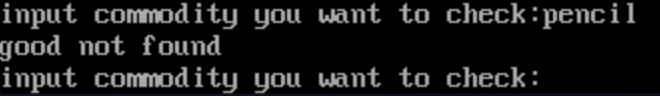 input commodity you want to check:pencil
good not found
input commodity you want to check: